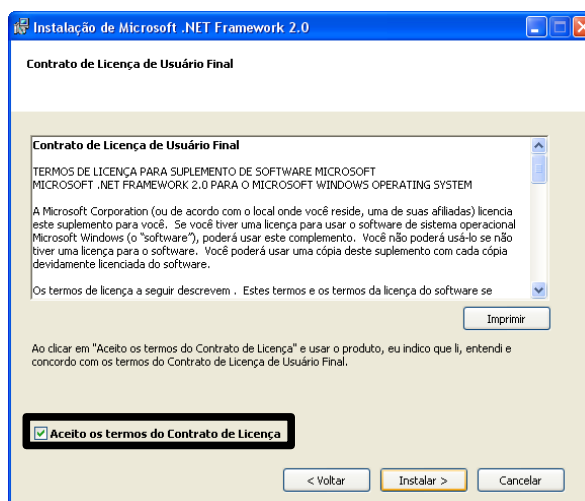 Instalação de Microsoft .NET Framework 2.0
Contrato de Licença de Usuário Final
Contrato de Licença de Usuário Final
TERMOS DE LICENÇA PARA SUPLEMENTO DE SOFTWARE MICROSOFT
MICROSOFT .NET FRAMEWORK 2.0 PARA O MICROSOFT WINDOWS OPERATING SYSTEM
A Microsoft Corporation (ou de acordo com o local onde você reside, uma de suas afiliadas) licencia
este suplemento para você.  Se você tiver uma licença para usar o software de sistema operacional
Microsoft Windows (o "software"), poderá usar este complemento.  Você não poderá usá-lo se não
tiver uma licença para o software.  Você poderá usar uma cópia deste suplemento com cada cópia
devidamente licenciada do software.
Os termos de licença a seguir descrevem .  Estes termos e os termos da licença do software se
Imprimir
Ao clicar em "Aceito os termos do Contrato de Licença" e usar o produto, eu indico que li, entendi e
concordo com os termos do Contrato de Licença de Usuário Final.
Aceito os termos do Contrato de Licença
< Voltar
Instalar >
Cancelar